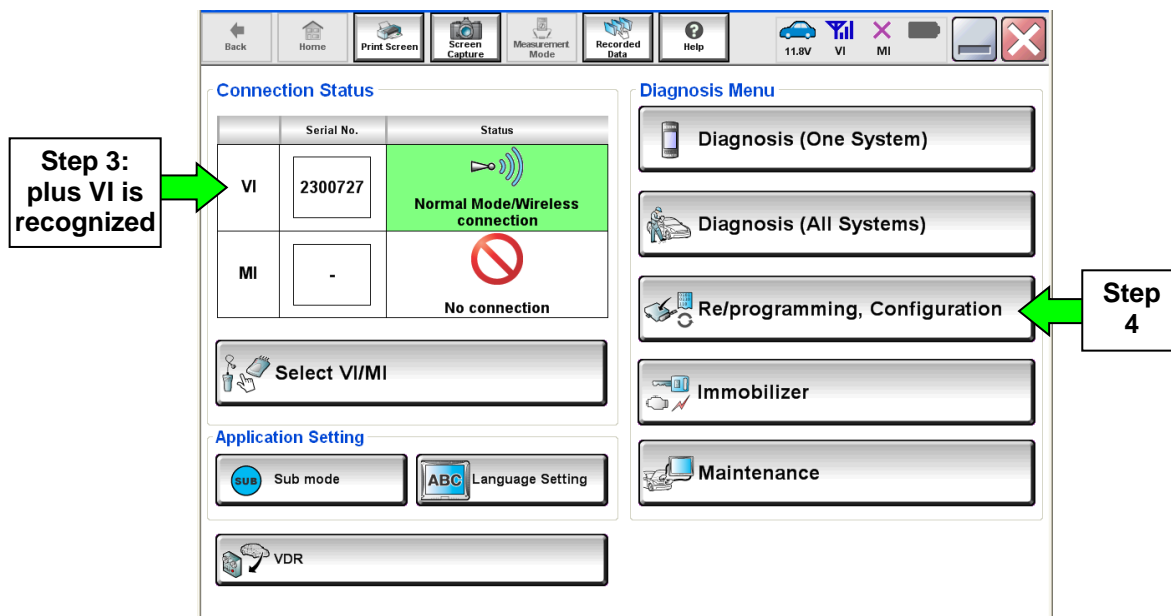 Back
Home
Print Screen
Screen
Capture
Measurement
Mode
Recorded
Data
Help
11.8V
VI
MI
Connection Status
Serial No.
Status
VI
2300727
Normal Mode/Wireless
connection
MI
-
No connection
Select VI/MI
Application Setting
SUB
Sub mode
ABC
Language Setting
VDR
Diagnosis Menu
Diagnosis (One System)
Diagnosis (All Systems)
Re/programming, Configuration
Immobilizer
Maintenance
Step 3:
plus VI is
recognized
Step
4